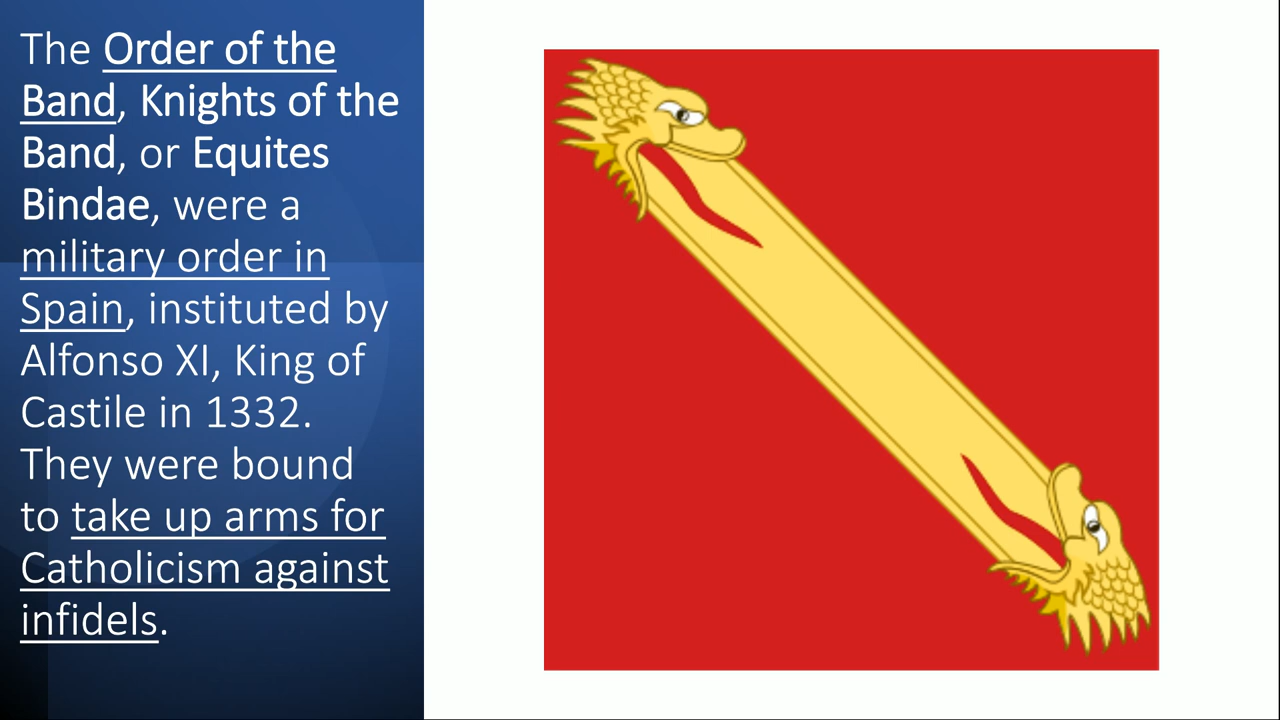 The Order of the
Band, Knights of the
Band, or Equites
Bindae, were a
military order in
Spain, instituted by
Alfonso XI, King of
Castile in 1332.
They were bound
to take up arms for
Catholicism against
infidels.